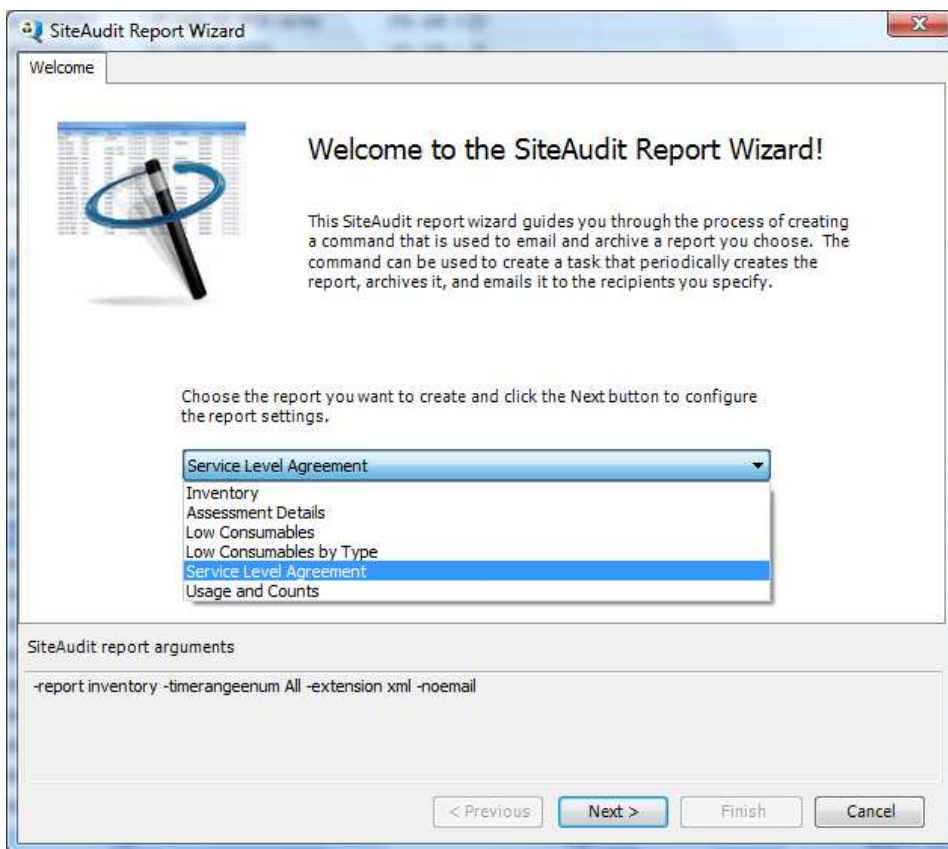 SiteAudit Report Wizard
Welcome
Welcome to the SiteAudit Report Wizard!
This SiteAudit report wizard guides you through the process of creating
a command that is used to email and archive a report you choose. The
command can be used to create a task that periodically creates the
report, archives it, and emails it to the recipients you specify.
Choose the report you want to create and click the Next button to configure
the report settings.
Service Level Agreement
Inventory
Assessment Details
Low Consumables
Low Consumables by Type
Service Level Agreement
Usage and Counts
SiteAudit report arguments
-report inventory -timerangeenum All -extension xml -noemail
< Previous
Next >
Finish
Cancel